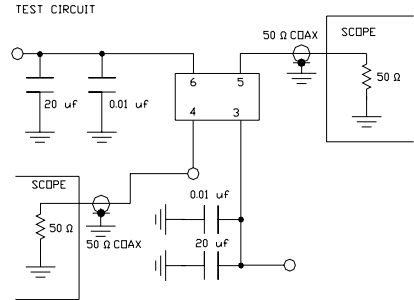 TEST CIRCUIT
50 Ω COAX
SCOPE
50 Ω
20 uf
0.01 uf
6
5
4
3
SCOPE
50 Ω
50 Ω COAX
0.01 uf
20 uf